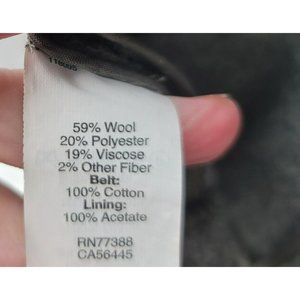 59% Wool
20% Polyester
19% Viscose
2% Other Fiber
Belt:
100% Cotton
Lining:
100% Acetate
RN77388
CA56445